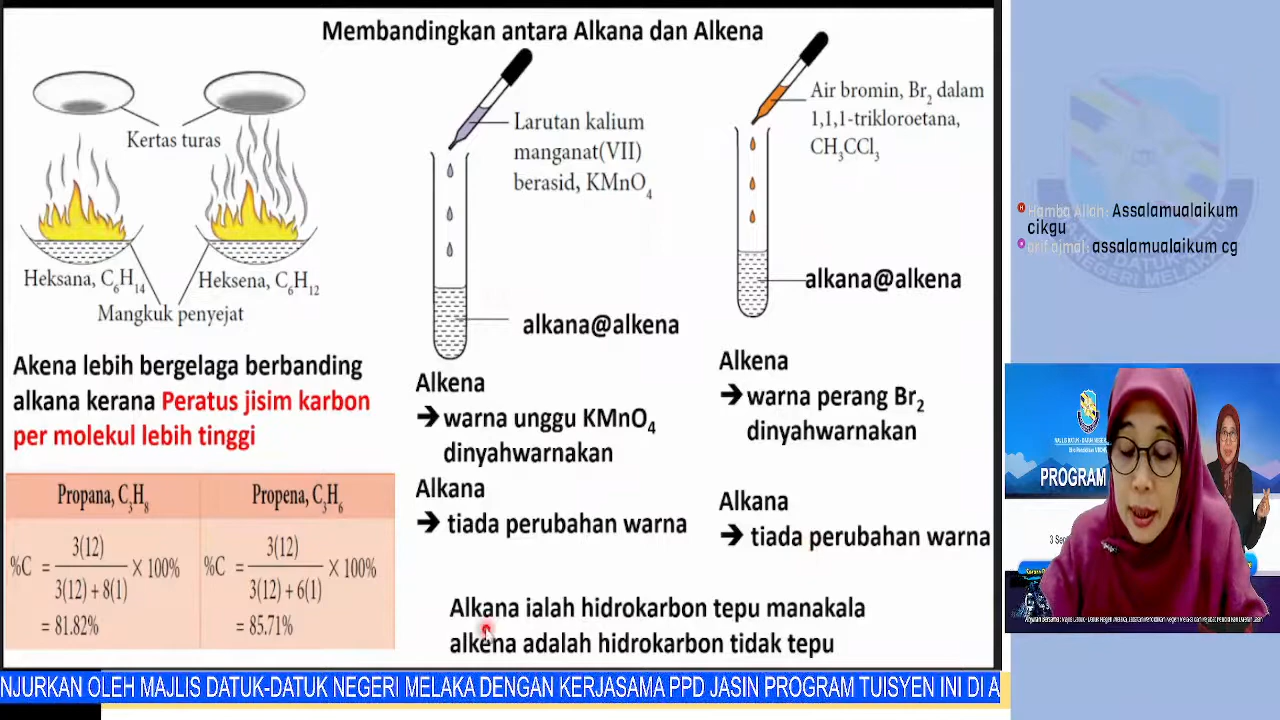 Membandingkan antara Alkana dan Alkena
Kertas turas
Heksana, C6H14
Heksena, C6H12
Mangkuk penyejat
Akena lebih bergelaga berbanding
alkana kerana Peratus jisim karbon
per molekul lebih tinggi
Propana, C3H8
%C = 3(12) / 3(12) + 8(1) × 100%
= 81.82%
Propena, C3H6
%C = 3(12) / 3(12) + 6(1) × 100%
= 85.71%
Larutan kalium
manganat(VII)
berasid, KMnO4
alkana@alkena
Alkena
➔ warna unggu KMnO4
dinyahwarnakan
Alkana
➔ tiada perubahan warna
Air bromin, Br2 dalam
1,1,1-trikloroetana,
CH3CCl3
alkana@alkena
Alkena
➔ warna perang Br2
dinyahwarnakan
Alkana
➔ tiada perubahan warna
Alkana ialah hidrokarbon tepu manakala
alkena adalah hidrokarbon tidak tepu
Hamba Allah: Assalamualaikum
cikgu
arif ajmal: assalamualaikum cg
PROGRAM
NJURKAN OLEH MAJLIS DATUK-DATUK NEGERI MELAKA DENGAN KERJASAMA PPD JASIN PROGRAM TUISYEN INI DI A